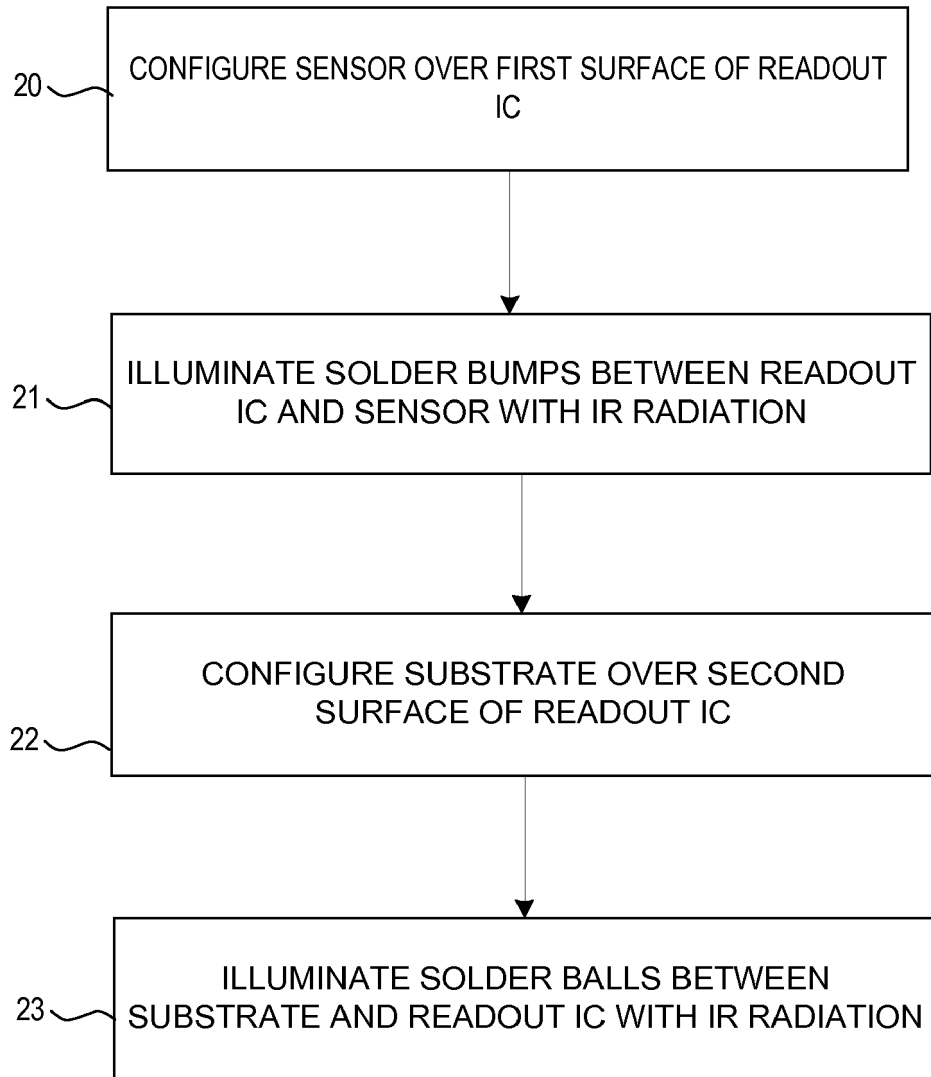 CONFIGURE SENSOR OVER FIRST SURFACE OF READOUT
IC
20
ILLUMINATE SOLDER BUMPS BETWEEN READOUT
IC AND SENSOR WITH IR RADIATION
21
CONFIGURE SUBSTRATE OVER SECOND
SURFACE OF READOUT IC
22
ILLUMINATE SOLDER BALLS BETWEEN
SUBSTRATE AND READOUT IC WITH IR RADIATION
23